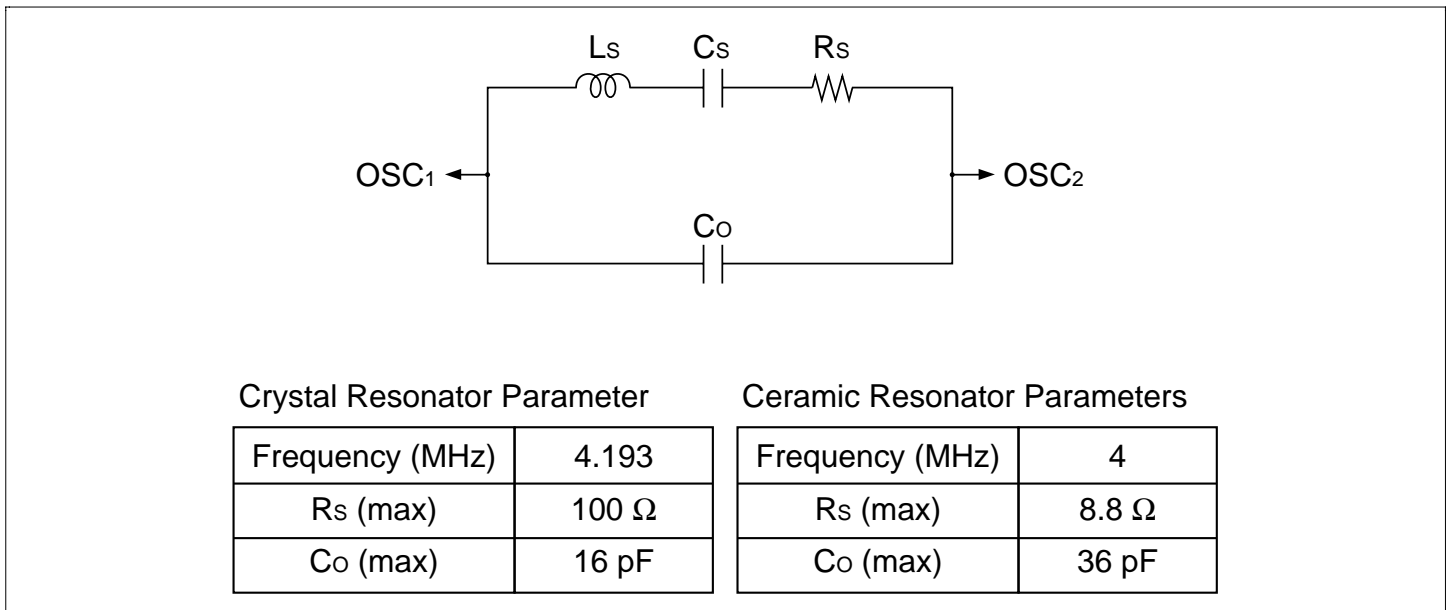 Ls Cs Rs
OSC1 OSC2
Co
Crystal Resonator Parameter
Frequency (MHz) 4.193
Rs (max) 100 Ω
Co (max) 16 pF
Ceramic Resonator Parameters
Frequency (MHz) 4
Rs (max) 8.8 Ω
Co (max) 36 pF